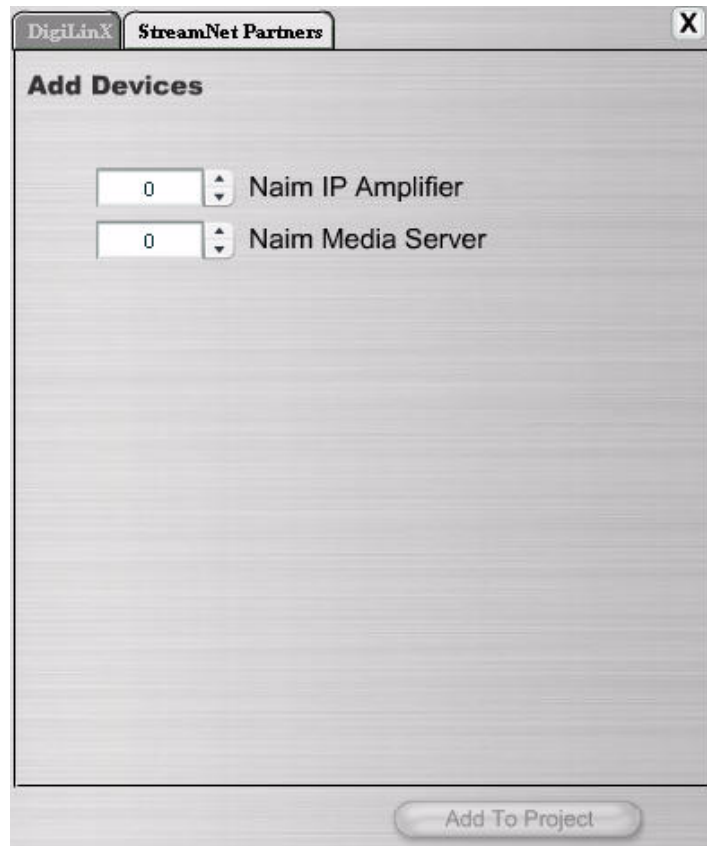 DigiLinX StreamNet Partners X
Add Devices
0 Naim IP Amplifier
0 Naim Media Server
Add To Project